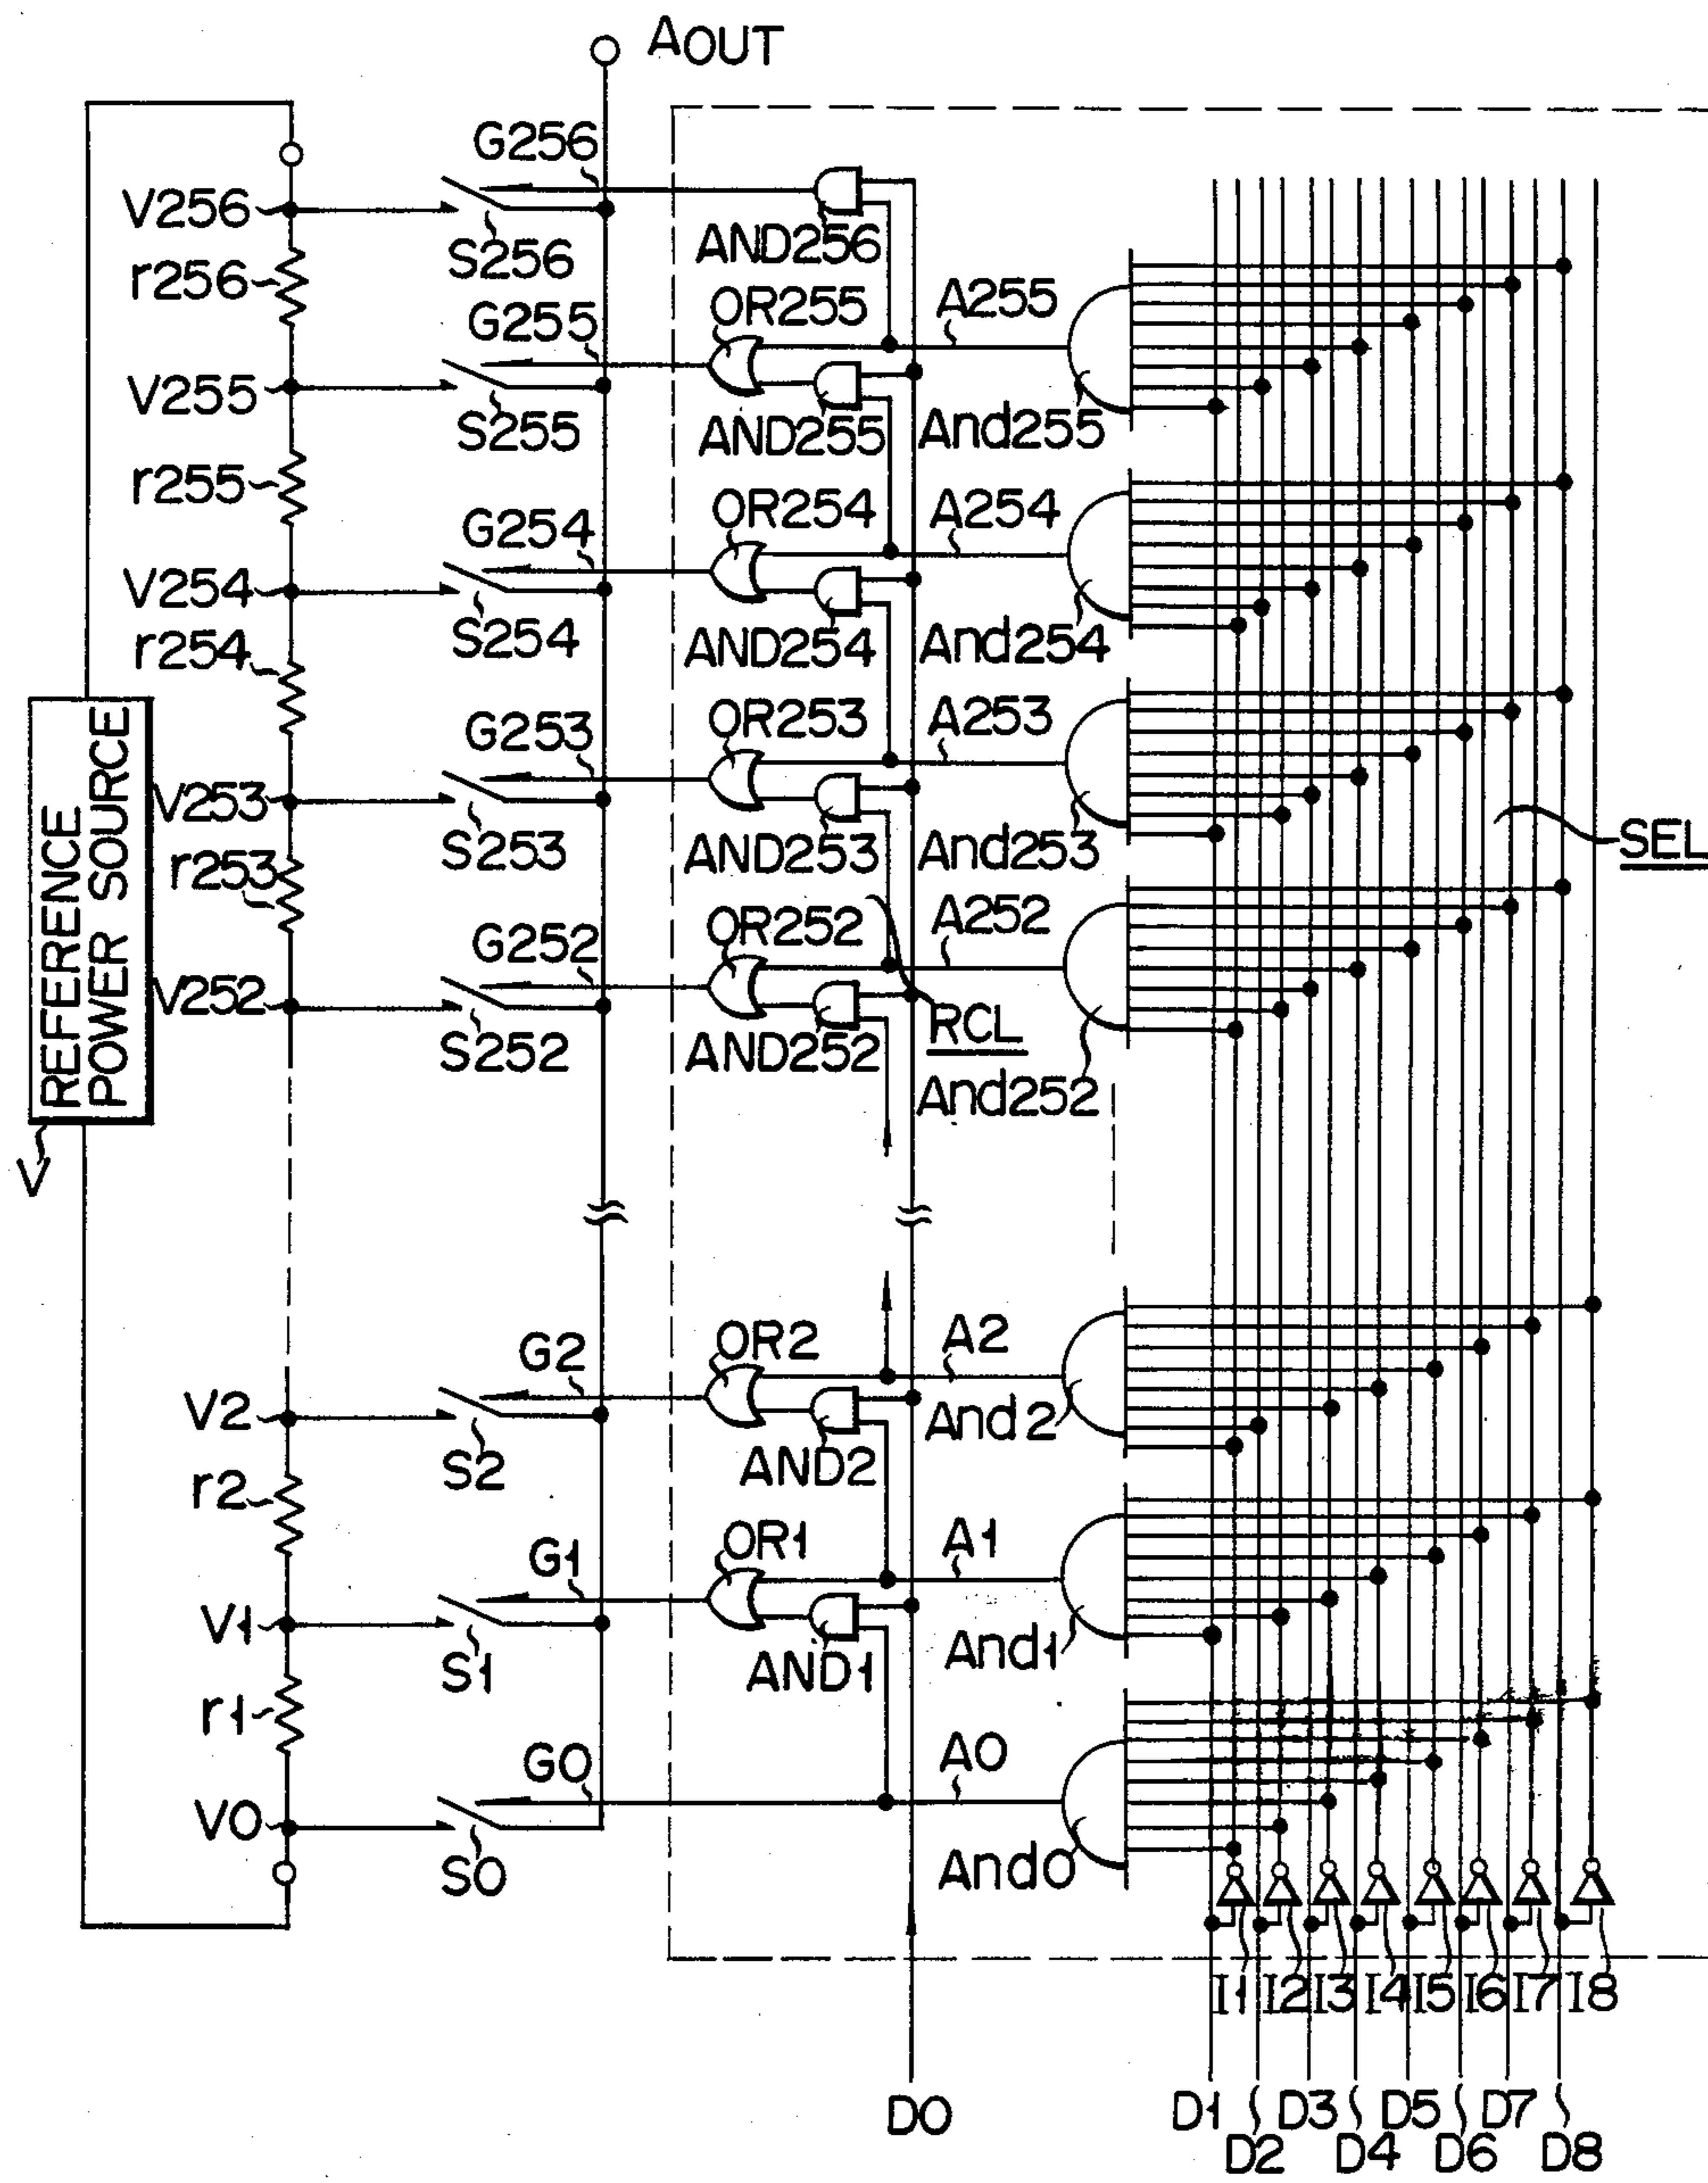 AOUT
G256
V256
S256
AND256
r256
OR255
A255
G255
V255
S255
AND255
And255
r255
OR254
A254
G254
V254
S254
AND254
And254
r254
OR253
A253
G253
REFERENCE
POWER SOURCE
V253
S253
AND253
And253
SEL
r253
OR252
A252
G252
V252
S252
AND252
RCL
And252
V
OR2
A2
G2
V2
S2
AND2
And2
r2
OR1
A1
G1
V1
S1
AND1
And1
r1
A0
G0
V0
S0
And0
I1 I2 I3 I4 I5 I6 I7 I8
D0
D1 D3 D5 D7
D2 D4 D6 D8